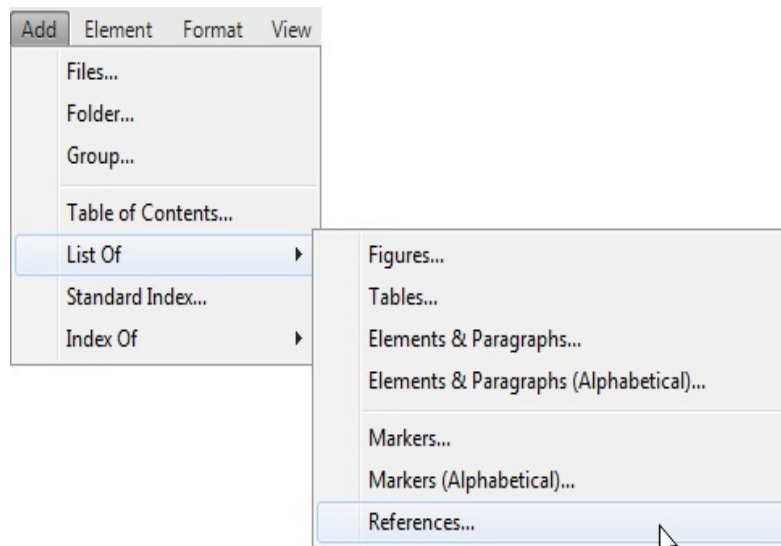 Add Element Format View
Files...
Folder...
Group...
Table of Contents...
List Of
Standard Index...
Index Of
Figures...
Tables...
Elements & Paragraphs...
Elements & Paragraphs (Alphabetical)...
Markers...
Markers (Alphabetical)...
References...